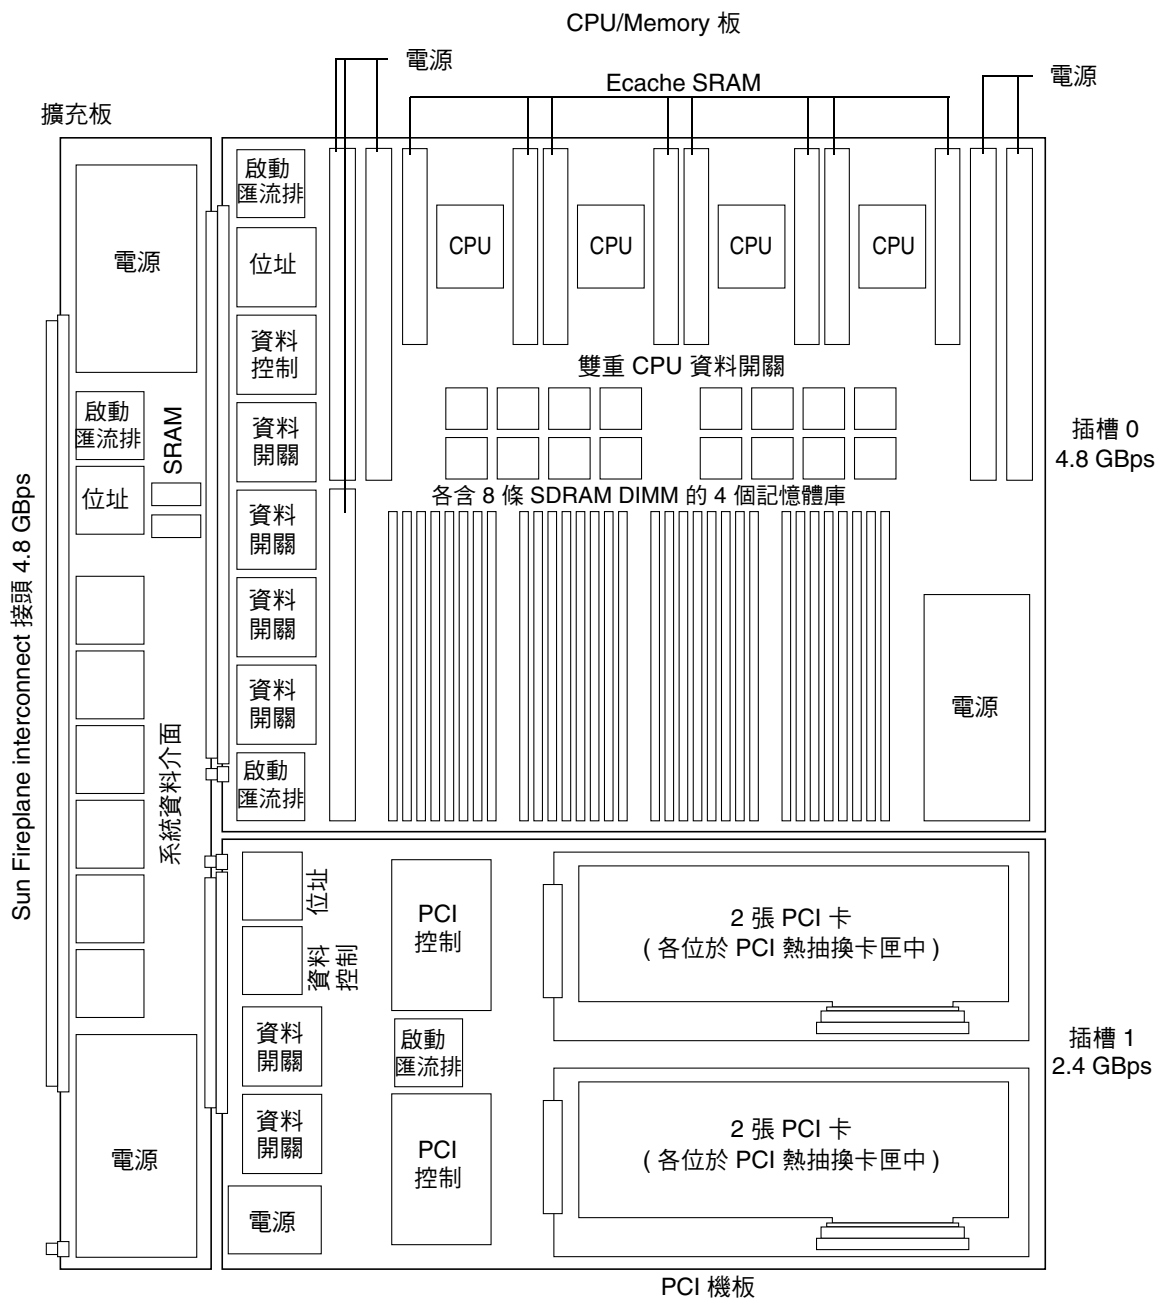 CPU/Memory 板
電源
Ecache SRAM
電源
擴充板
電源
啟動
匯流排
SRAM
位址
系統資料介面
電源
Sun Fireplane interconnect 接頭 4.8 GBps
啟動
匯流排
位址
資料
控制
資料
開關
資料
開關
資料
開關
資料
開關
啟動
匯流排
CPU
CPU
CPU
CPU
雙重 CPU 資料開關
各含 8 條 SDRAM DIMM 的 4 個記憶體庫
電源
插槽 0
4.8 GBps
位址
資料
控制
資料
開關
資料
開關
電源
PCI
控制
啟動
匯流排
PCI
控制
2 張 PCI 卡
( 各位於 PCI 熱抽換卡匣中 )
2 張 PCI 卡
( 各位於 PCI 熱抽換卡匣中 )
插槽 1
2.4 GBps
PCI 機板